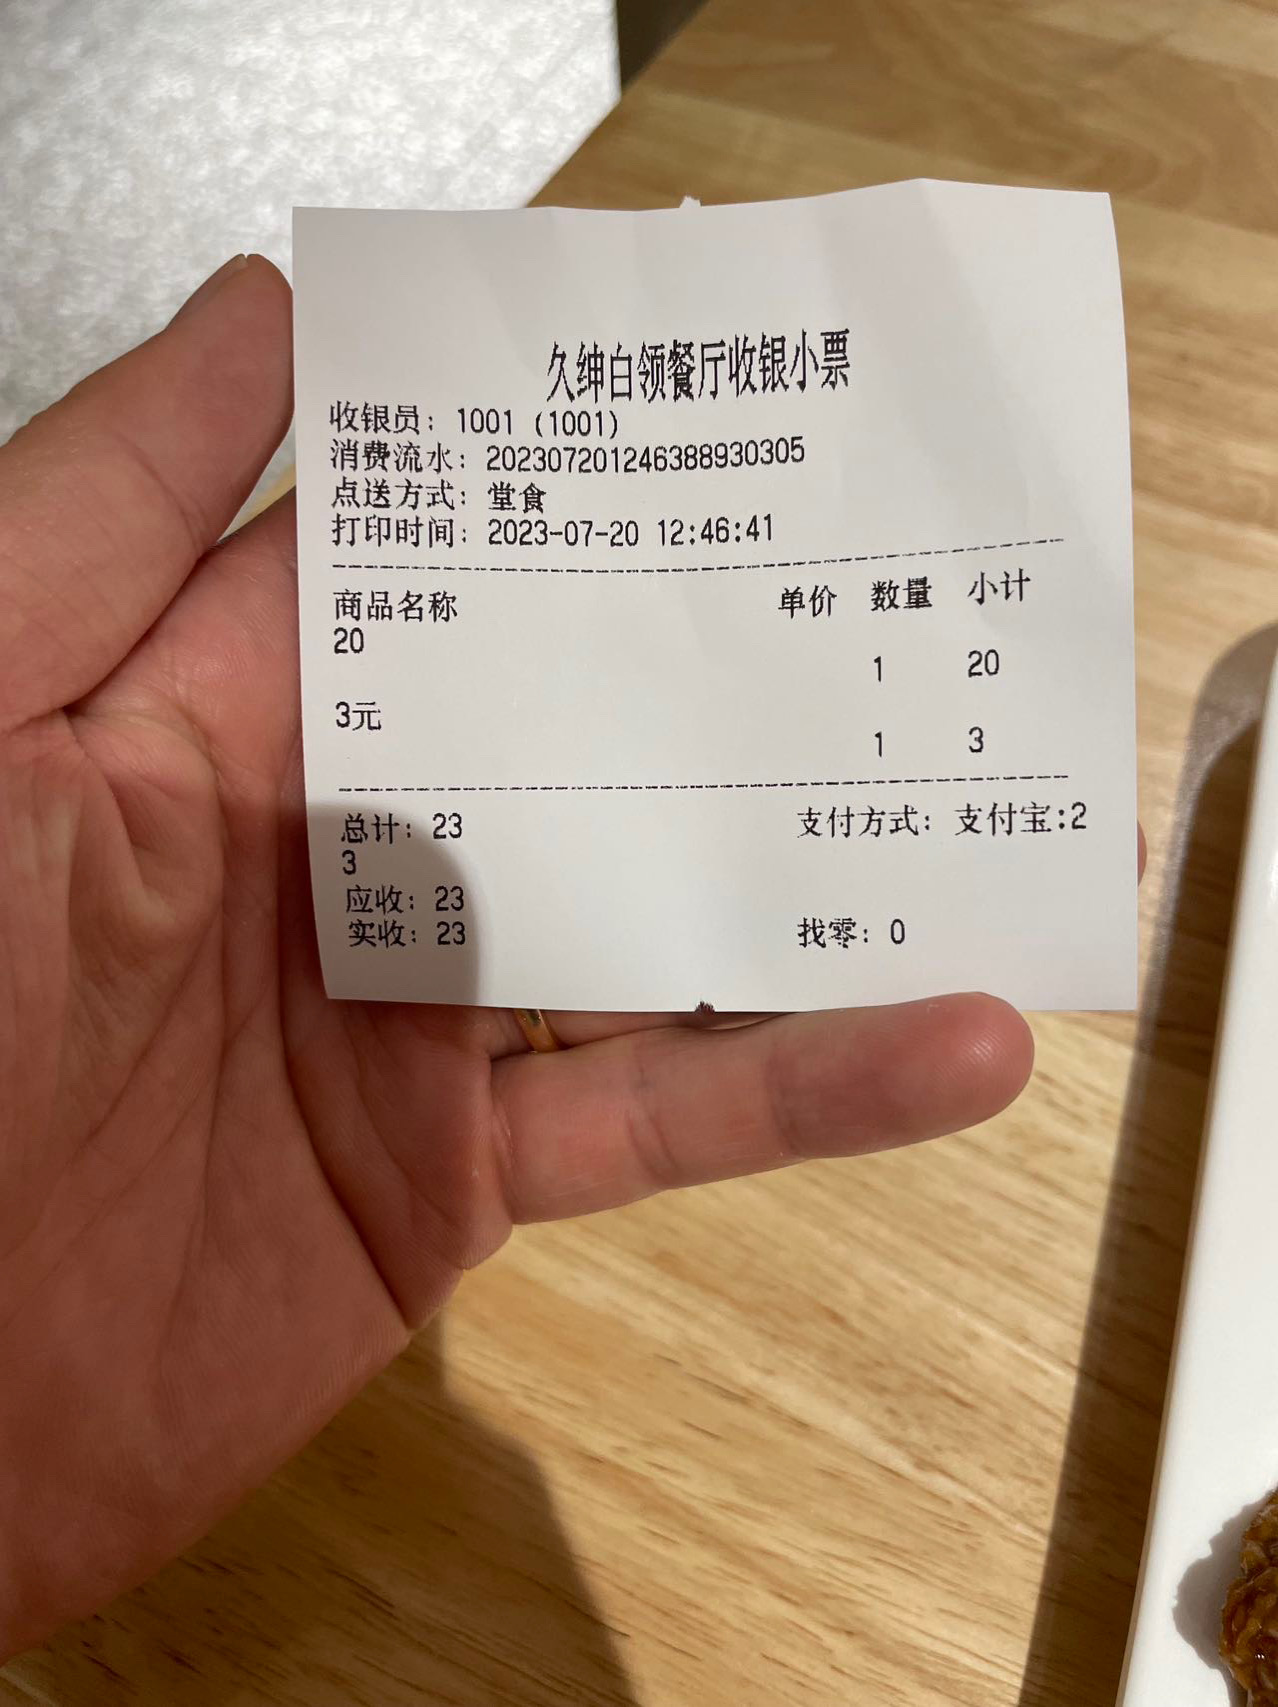 久绅白领餐厅收银小票
收银员: 1001 (1001)
消费流水: 202307201246388930305
点送方式: 堂食
打印时间: 2023-07-20 12:46:41
商品名称 单价 数量 小计
20
1 20
3元
1 3
总计: 23 支付方式: 支付宝:2
3
应收: 23
实收: 23 找零: 0